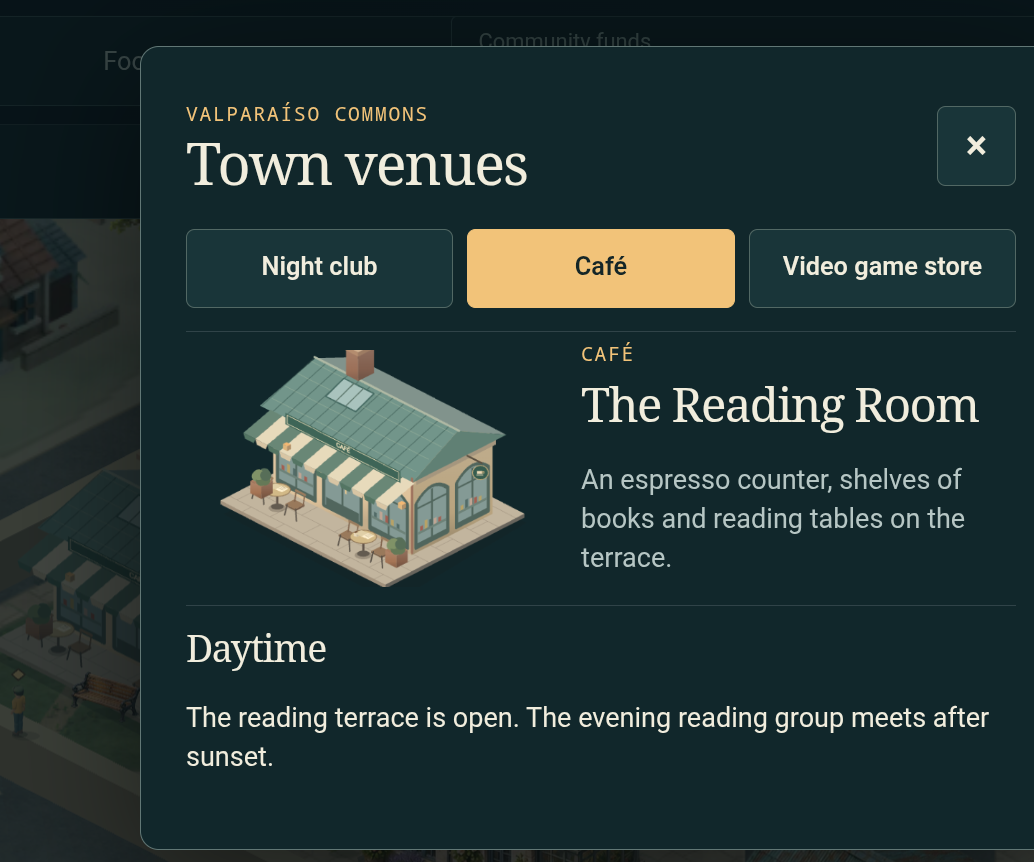 Community funds
VALPARAÍSO COMMONS
Town venues
×
Night club
Café
Video game store
CAFÉ
CAFÉ
The Reading Room
An espresso counter, shelves of
books and reading tables on the
terrace.
Daytime
The reading terrace is open. The evening reading group meets after
sunset.